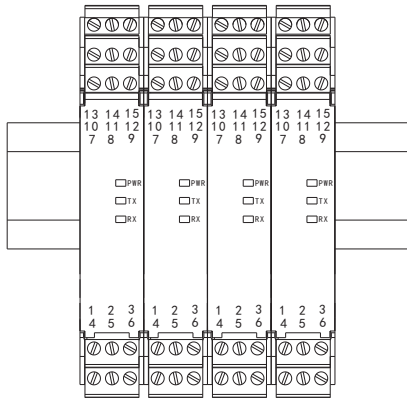 13 14 15 13 14 15 13 14 15 13 14 15
10 11 12 10 11 12 10 11 12 10 11 12
7 8 9 7 8 9 7 8 9 7 8 9
PWR PWR PWR PWR
TX TX TX TX
RX RX RX RX
1 2 3 1 2 3 1 2 3 1 2 3
4 5 6 4 5 6 4 5 6 4 5 6